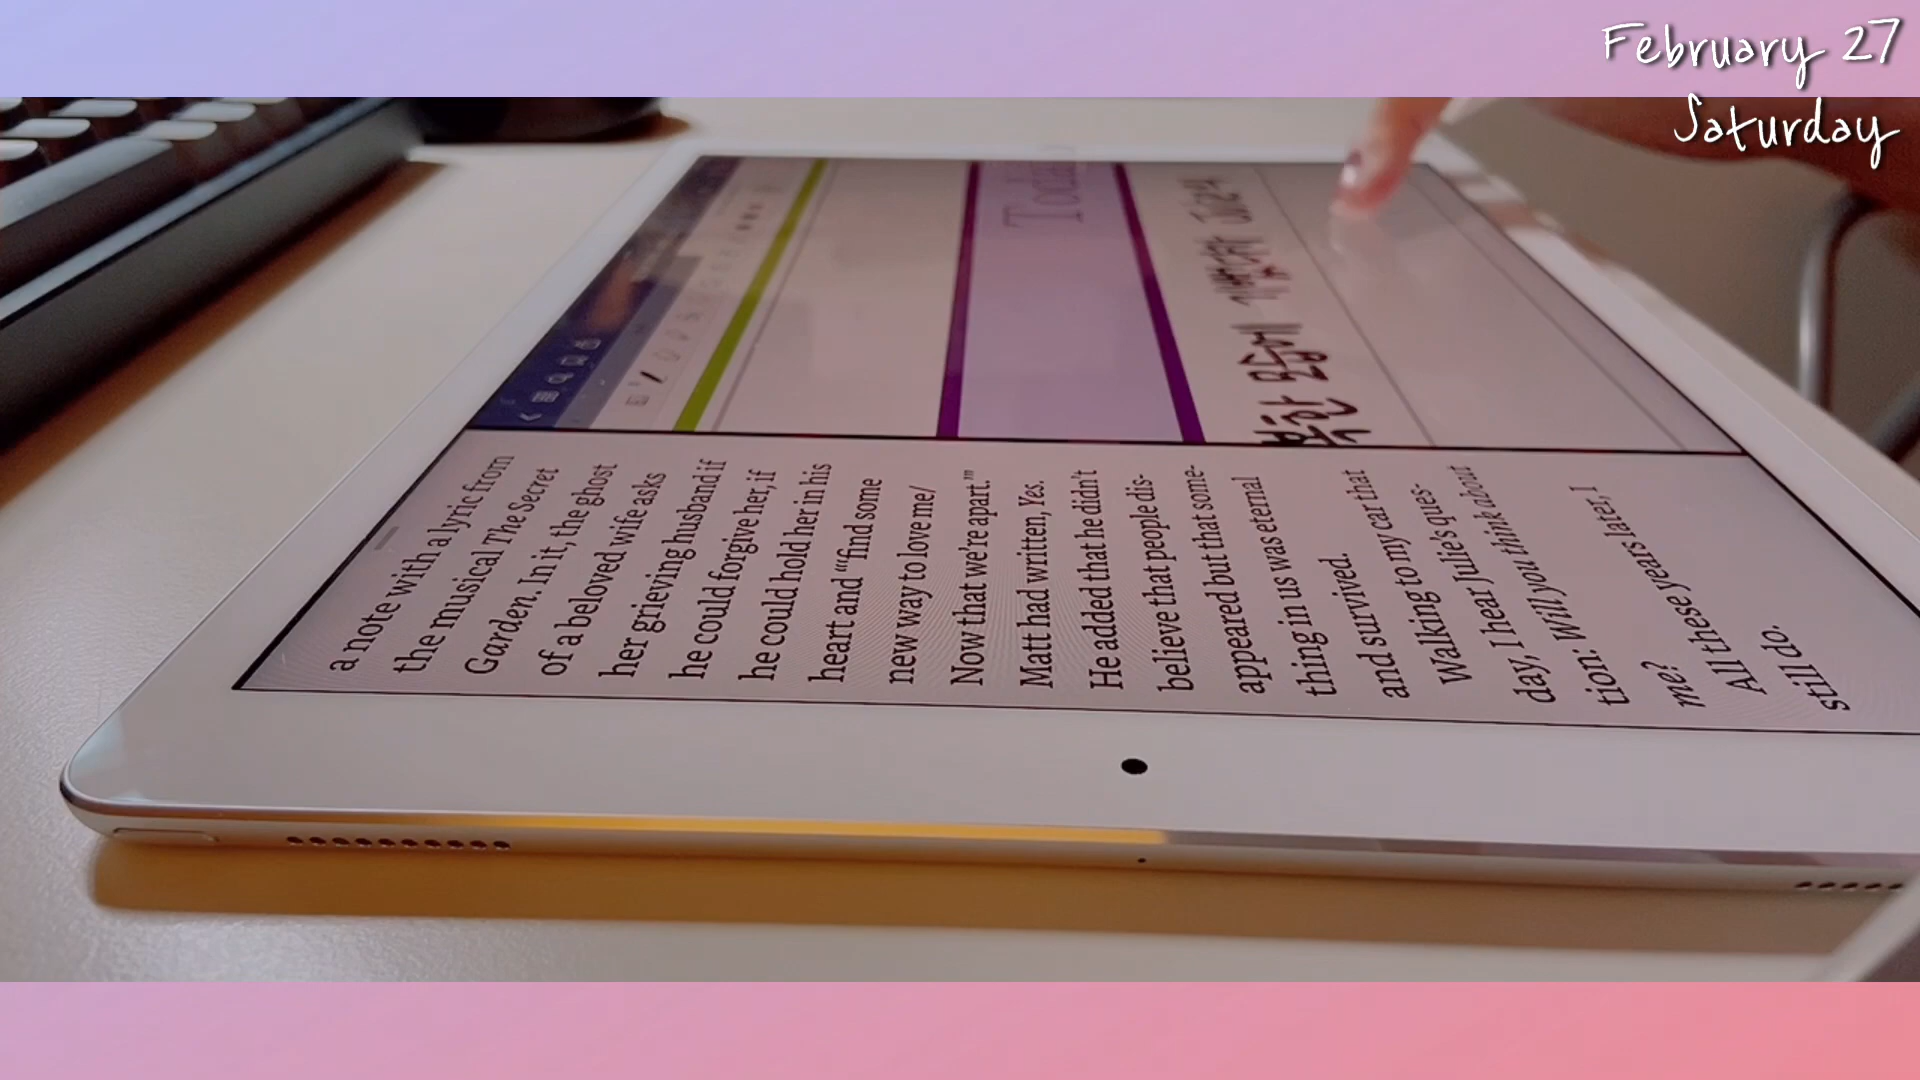 February 27
Saturday
Today
a note with a lyric from
the musical The Secret
Garden. In it, the ghost
of a beloved wife asks
her grieving husband if
he could forgive her, if
he could hold her in his
heart and “‘find some
new way to love me/
Now that we’re apart.’”
Matt had written, Yes.
He added that he didn’t
believe that people dis-
appeared but that some-
thing in us was eternal
and survived.
Walking to my car that
day, I hear Julie’s ques-
tion: Will you think about
me?
All these years later, I
still do.